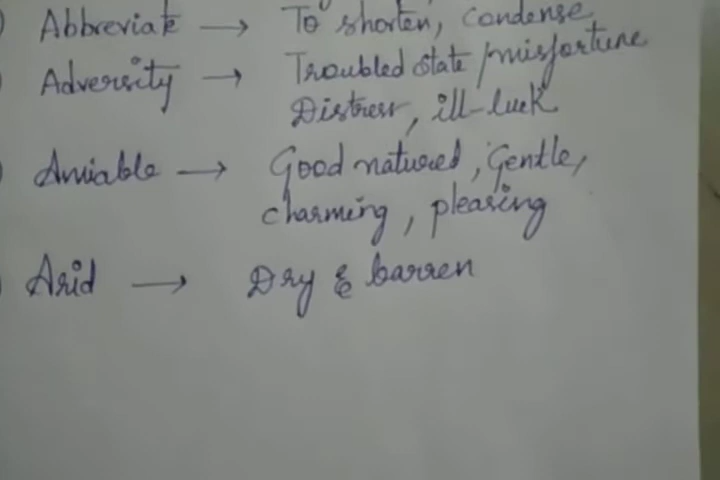 ) Abbreviate → To shorten, condense
) Adversity → Troubled state/misfortune
Distress, ill-luck
) Amiable → Good natured, Gentle,
charming, pleasing
) Arid → Dry & barren